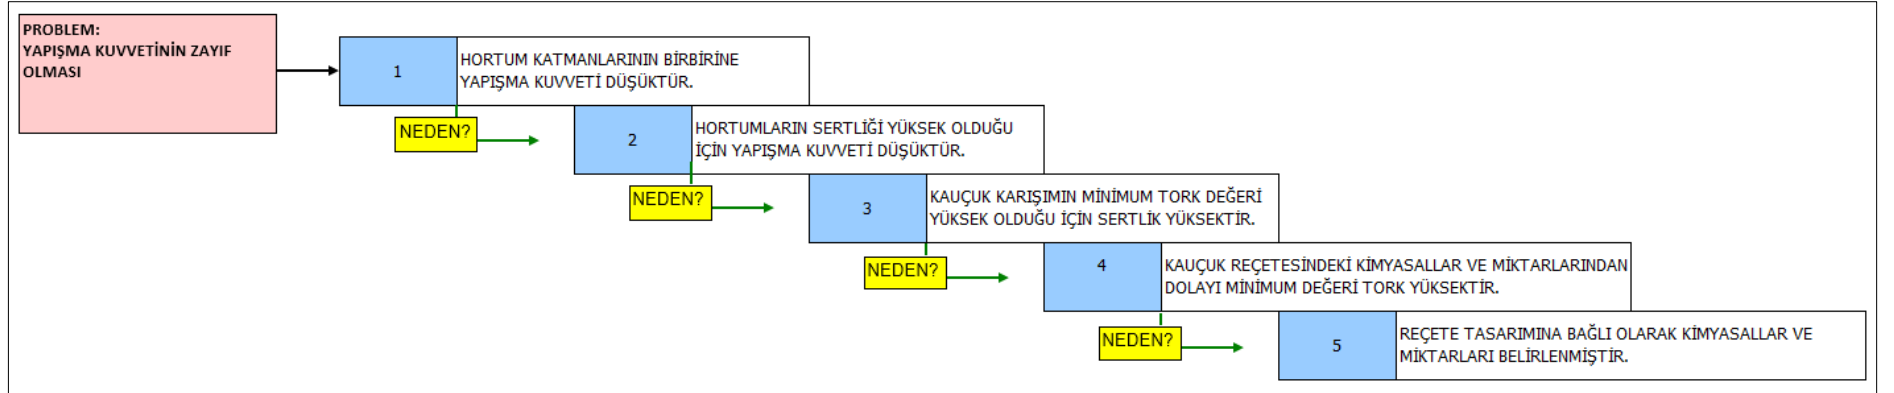 PROBLEM:
YAPIŞMA KUVVETİNİN ZAYIF
OLMASI
1
HORTUM KATMANLARININ BİRBİRİNE
YAPIŞMA KUVVETİ DÜŞÜKTÜR.
NEDEN?
2
HORTUMLARIN SERTLİĞİ YÜKSEK OLDUĞU
İÇİN YAPIŞMA KUVVETİ DÜŞÜKTÜR.
NEDEN?
3
KAUÇUK KARIŞIMIN MİNİMUM TORK DEĞERİ
YÜKSEK OLDUĞU İÇİN SERTLİK YÜKSEKTİR.
NEDEN?
4
KAUÇUK REÇETESİNDEKİ KİMYASALLAR VE MİKTARLARINDAN
DOLAYI MİNİMUM DEĞERİ TORK YÜKSEKTİR.
NEDEN?
5
REÇETE TASARIMINA BAĞLI OLARAK KİMYASALLAR VE
MİKTARLARI BELİRLENMİŞTİR.